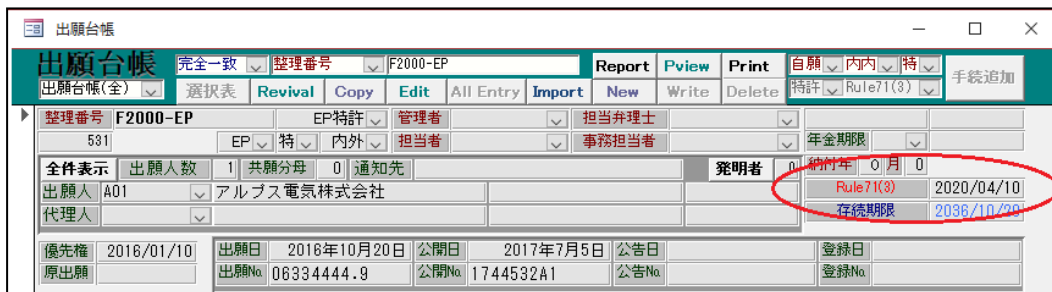 出願台帳
出願台帳 完全一致 整理番号 F2000-EP Report Pview Print 自願 内内 特 手続追加
出願台帳(全) 選択表 Revival Copy Edit All Entry Import New Write Delete 特許 Rule71(3)
整理番号 F2000-EP EP特許 管理者 担当弁理士
531 EP 特 内外 担当者 事務担当者 年金期限
全件表示 出願人数 1 共願分母 0 通知先 発明者 0 納付年 0 月 0
出願人 A01 アルプス電気株式会社 Rule71(3) 2020/04/10
代理人 存続期限 2036/10/20
優先権 2016/01/10 出願日 2016年10月20日 公開日 2017年7月5日 公告日 登録日
原出願 出願No. 06334444.9 公開No. 1744532A1 公告No. 登録No.